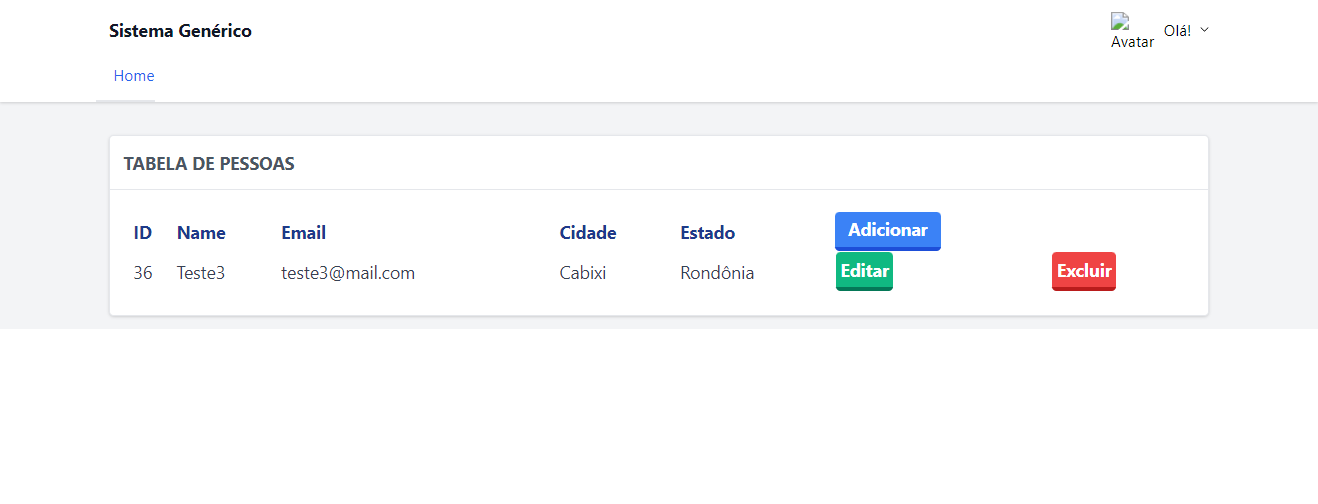 Sistema Genérico
Avatar Olá!
Home
TABELA DE PESSOAS
ID Name Email Cidade Estado Adicionar
36 Teste3 teste3@mail.com Cabixi Rondônia Editar Excluir